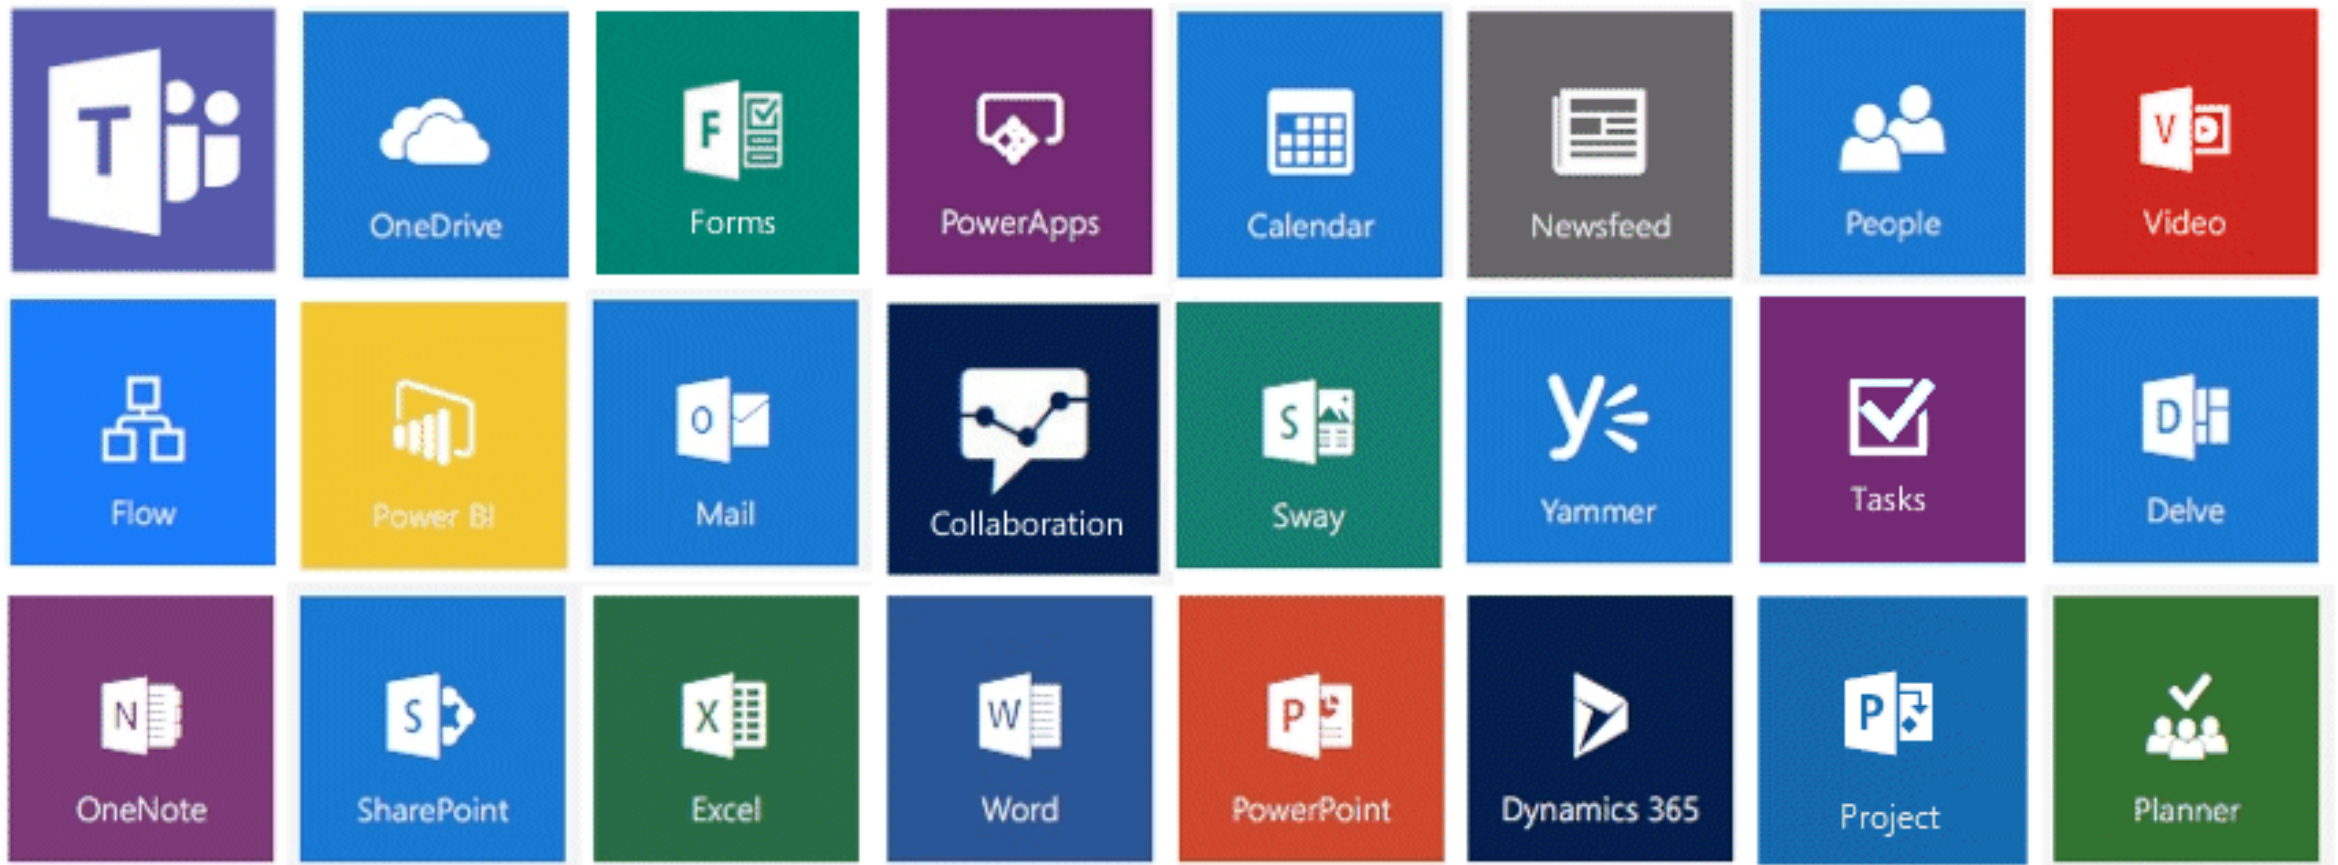 T
OneDrive
F
Forms
PowerApps
Calendar
Newsfeed
People
V
Video
Flow
Power BI
O
Mail
Collaboration
S
Sway
y
Yammer
Tasks
D
Delve
N
OneNote
S
SharePoint
X
Excel
W
Word
P
PowerPoint
Dynamics 365
P
Project
Planner